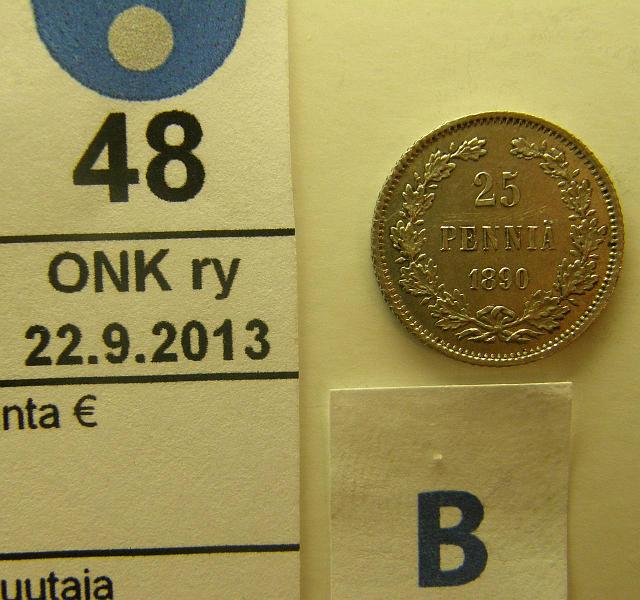 48
ONK ry
22.9.2013
nta €
uutaja
25
PENNIÄ
1890
B